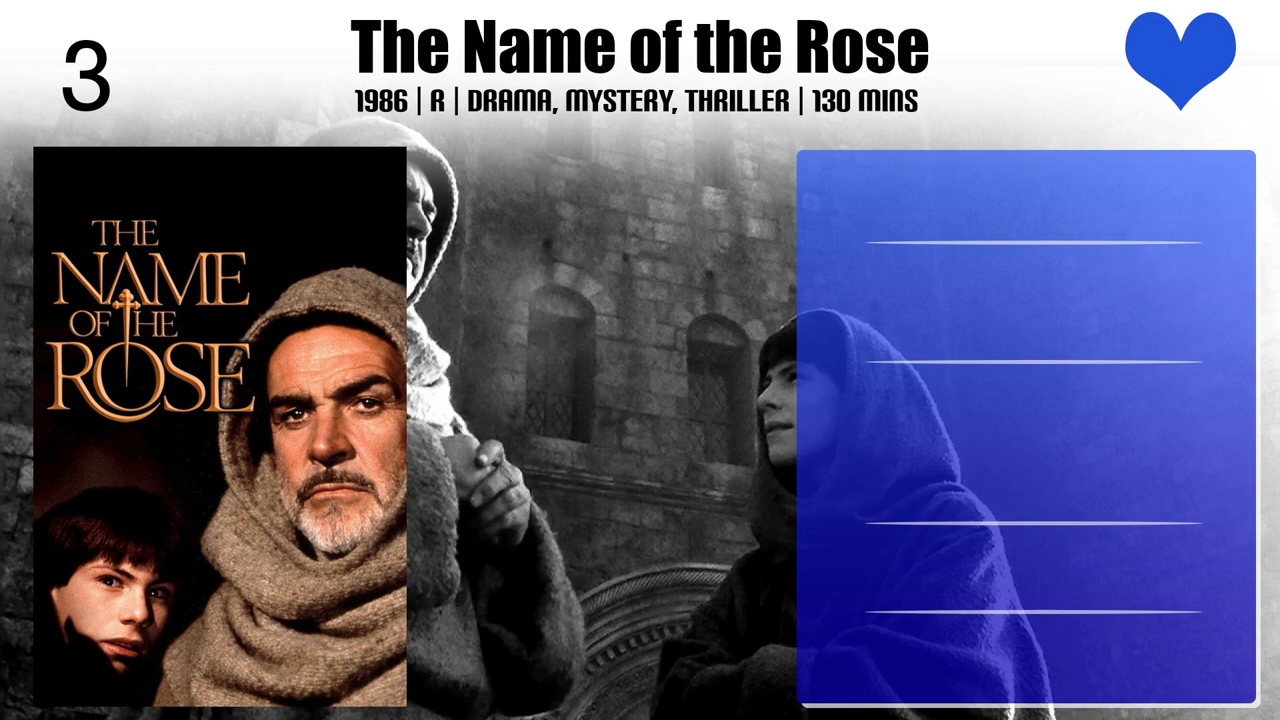 3
The Name of the Rose
1986 | R | DRAMA, MYSTERY, THRILLER | 130 MINS
THE
NAME
OF THE
ROSE